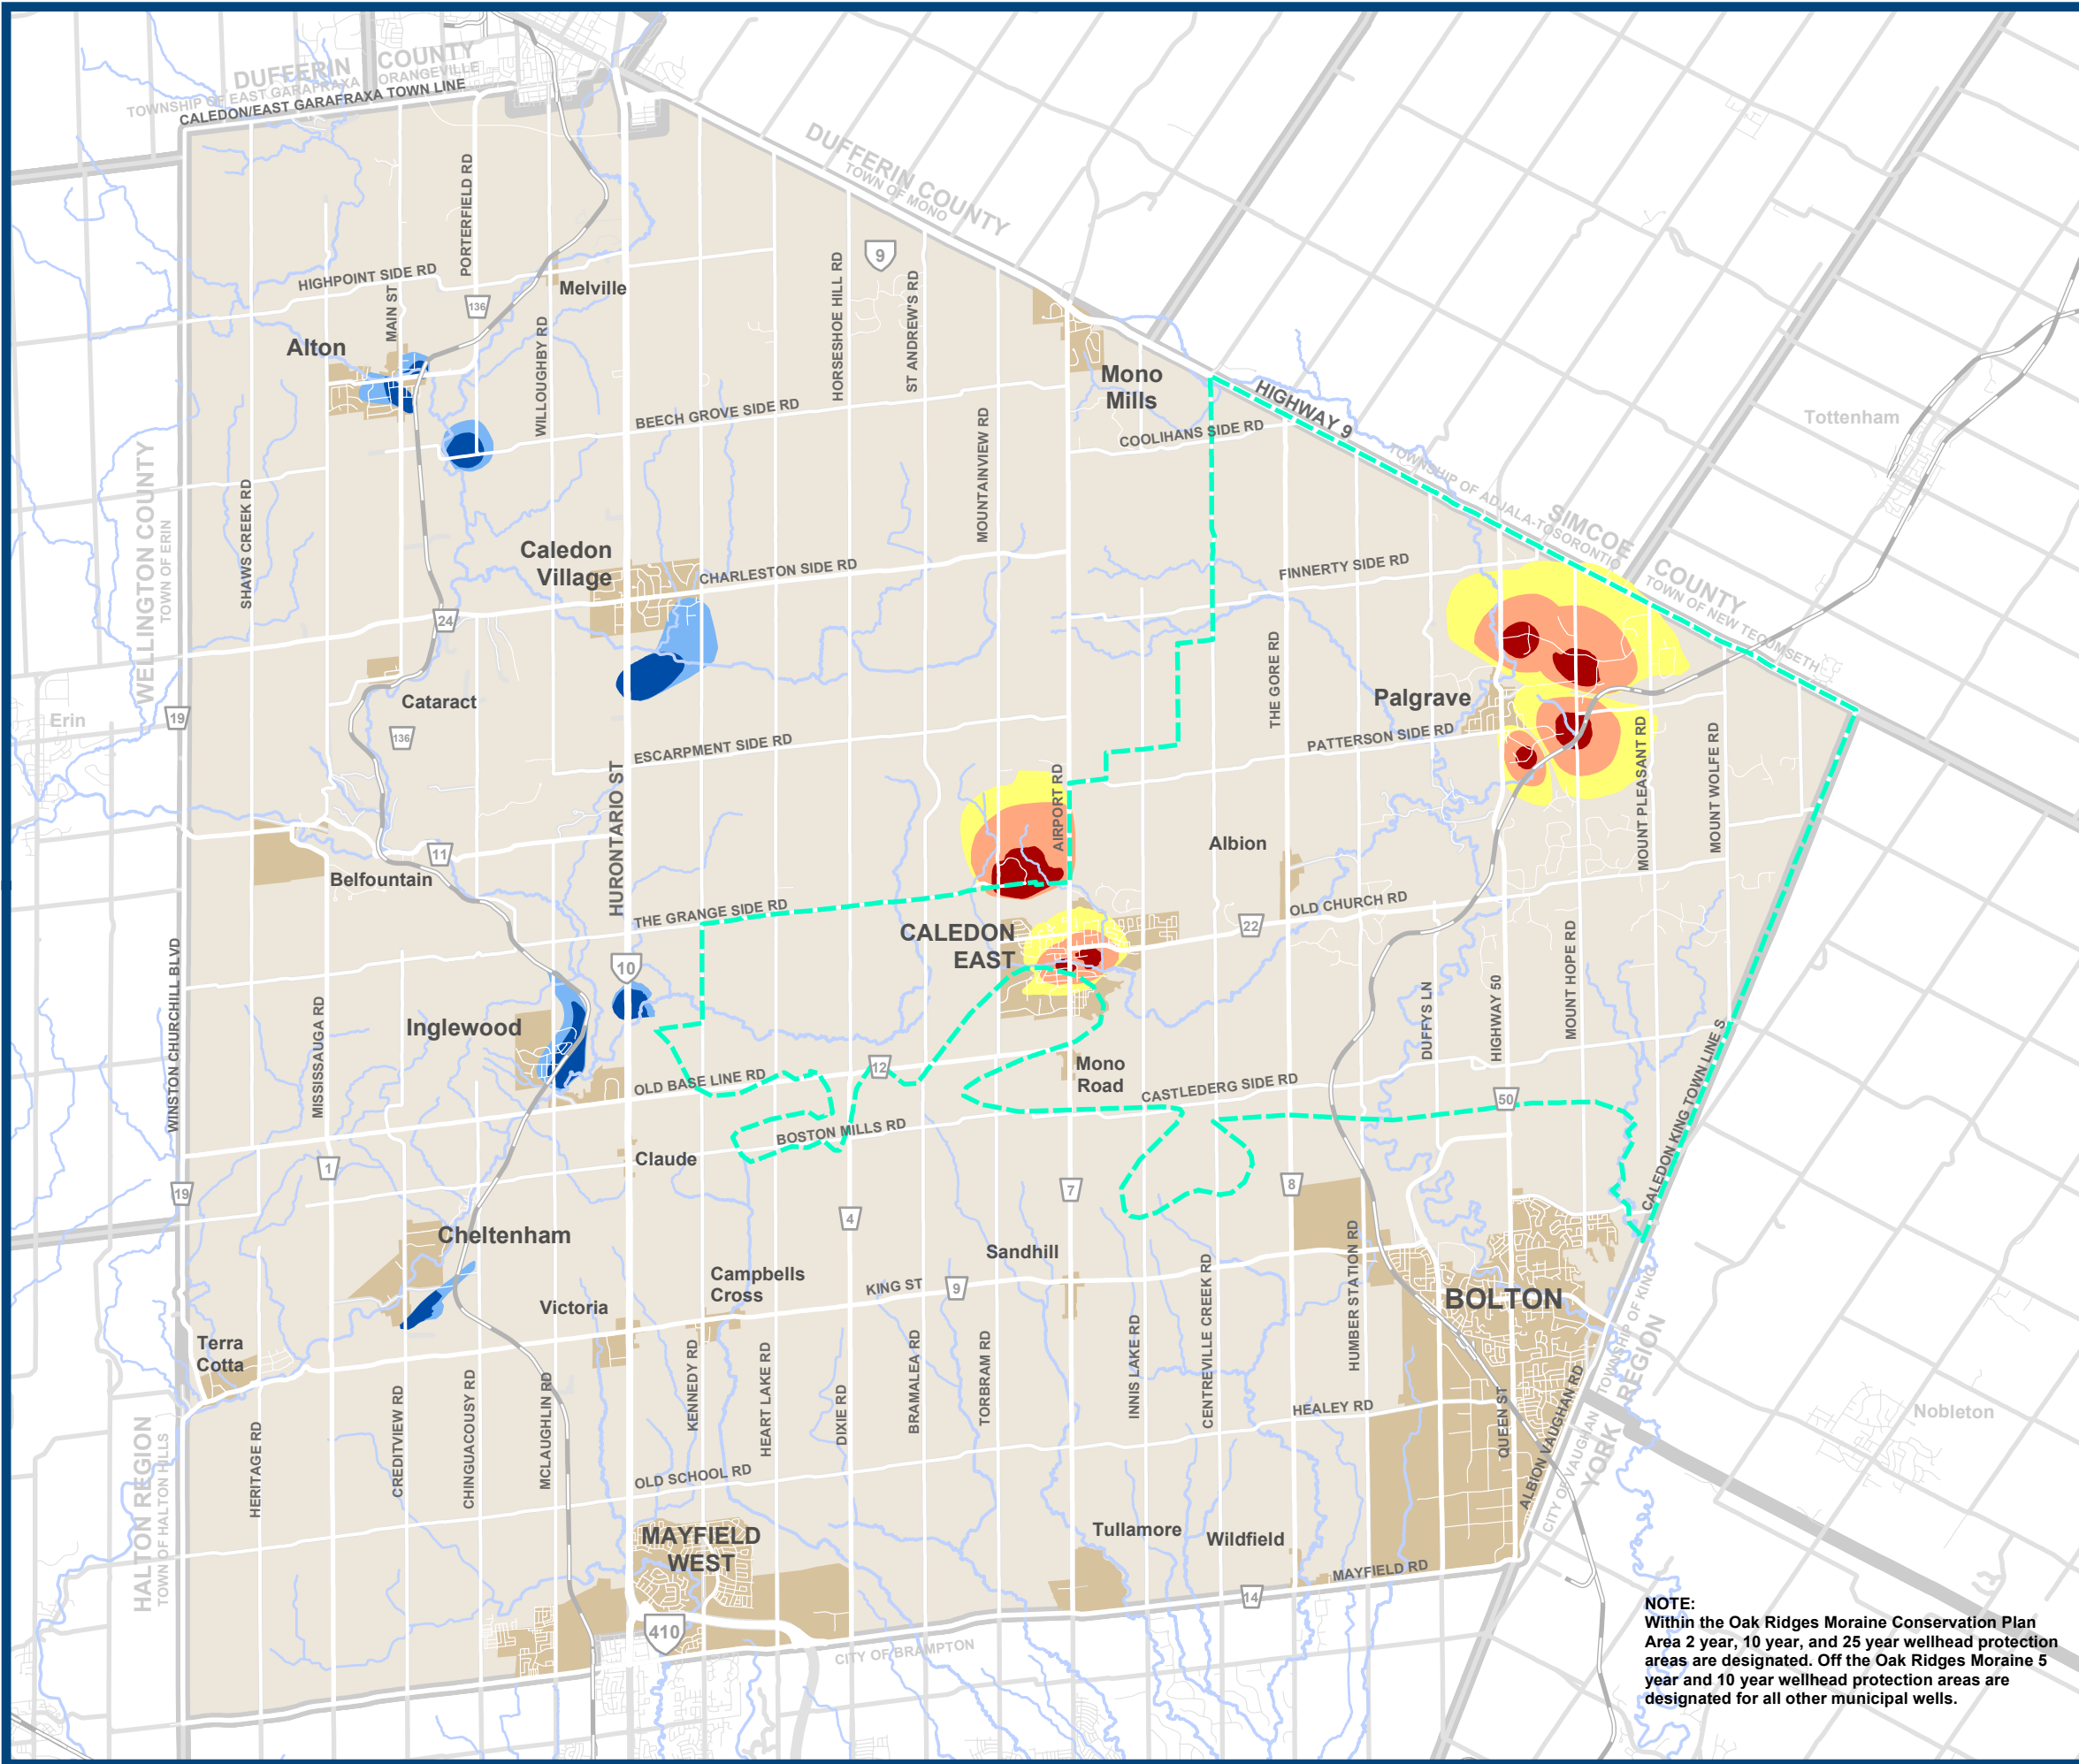 DUFFERIN COUNTY
TOWNSHIP OF EAST GARAFRAXA
ORANGEVILLE
CALEDON/EAST GARAFRAXA TOWN LINE
DUFFERIN COUNTY
TOWN OF MONO
PORTERFIELD RD
HIGHPOINT SIDE RD
MAIN ST
136
Melville
HORSESHOE HILL RD
9
ST ANDREW'S RD
Alton
WILLOUGHBY RD
Mono
Mills
BEECH GROVE SIDE RD
MOUNTAINVIEW RD
COOLIHANS SIDE RD
HIGHWAY 9
Tottenham
TOWNSHIP OF ADJALA-TOSORONTIO
SIMCOE
COUNTY
TOWN OF NEW TECUMSETH
WELLINGTON COUNTY
TOWN OF ERIN
SHAWS CREEK RD
Caledon
Village
CHARLESTON SIDE RD
FINNERTY SIDE RD
24
THE GORE RD
Palgrave
Cataract
Erin
19
136
ESCARPMENT SIDE RD
PATTERSON SIDE RD
MOUNT PLEASANT RD
MOUNT WOLFE RD
HURONTARIO ST
AIRPORT RD
Albion
11
Belfountain
THE GRANGE SIDE RD
OLD CHURCH RD
22
CALEDON
EAST
WINSTON CHURCHILL BLVD
10
MISSISSAUGA RD
Inglewood
DUFFYS LN
HIGHWAY 50
MOUNT HOPE RD
Mono
Road
12
OLD BASE LINE RD
CASTLEDERG SIDE RD
50
CALEDON KING TOWN LINE S
BOSTON MILLS RD
Claude
1
19
7
8
4
Cheltenham
Sandhill
HUMBER STATION RD
Campbells
Cross
KING ST
9
CENTREVILLE CREEK RD
BOLTON
Victoria
Terra
Cotta
KENNEDY RD
HEART LAKE RD
BRAMALEA RD
TORBRAM RD
INNIS LAKE RD
TOWNSHIP OF KING
YORK REGION
CITY OF VAUGHAN
ALBION VAUGHAN RD
QUEEN ST
HERITAGE RD
CREDITVIEW RD
CHINGUACOUSY RD
MCLAUGHLIN RD
DIXIE RD
HEALEY RD
Nobleton
OLD SCHOOL RD
HALTON REGION
TOWN OF HALTON HILLS
MAYFIELD
WEST
Tullamore
Wildfield
MAYFIELD RD
14
410
CITY OF BRAMPTON
NOTE:
Within the Oak Ridges Moraine Conservation Plan
Area 2 year, 10 year, and 25 year wellhead protection
areas are designated. Off the Oak Ridges Moraine 5
year and 10 year wellhead protection areas are
designated for all other municipal wells.